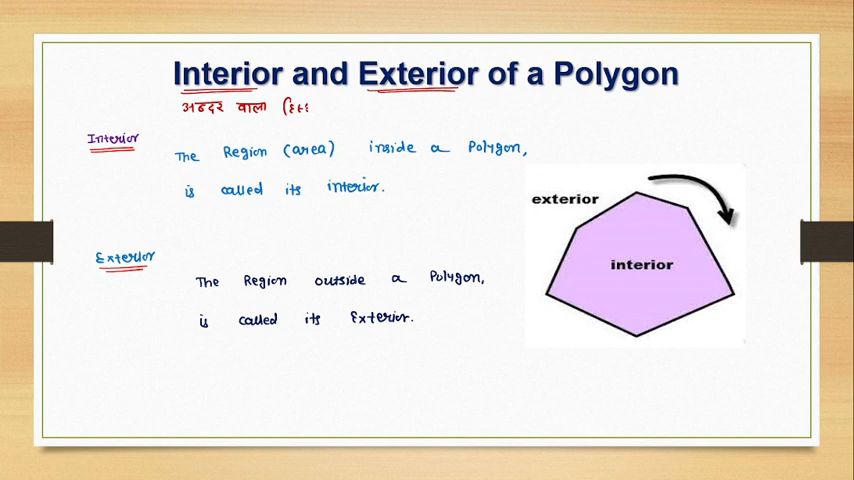 Interior and Exterior of a Polygon
अन्दर वाला
Interior
The Region (area) inside a Polygon,
is called its interior.
exterior
interior
Exterior
The Region outside a Polygon,
is called its Exterior.